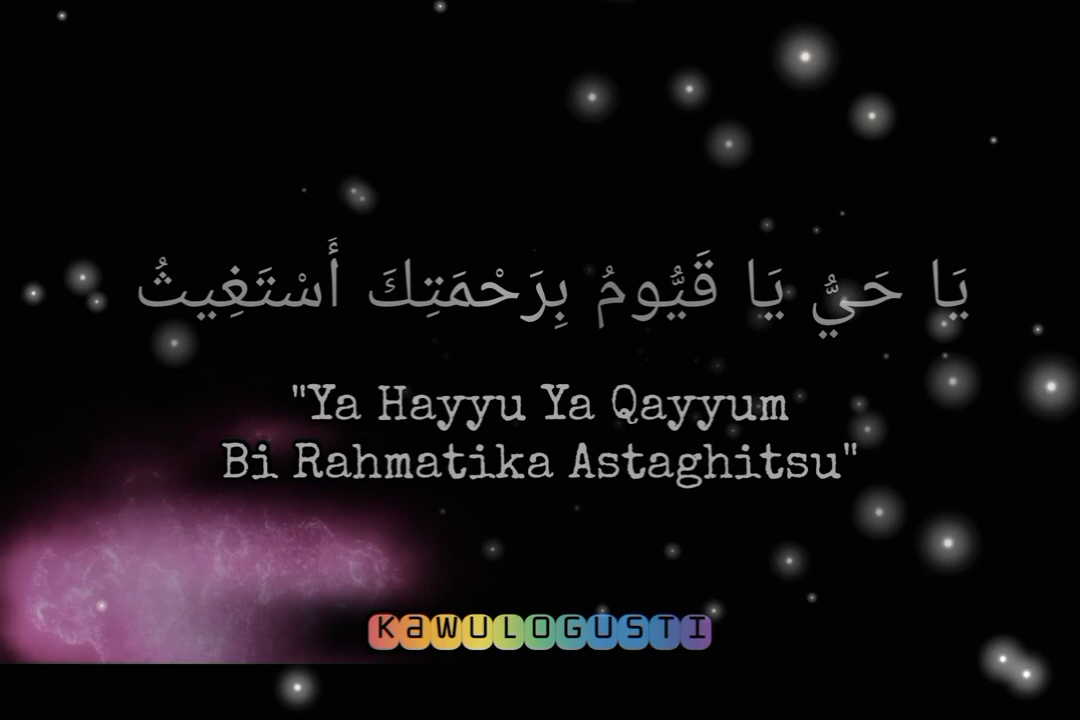 يَا حَيُّ يَا قَيُّومُ بِرَحْمَتِكَ أَسْتَغِيثُ
"Ya Hayyu Ya Qayyum
Bi Rahmatika Astaghitsu"
KaWULOGUSTI